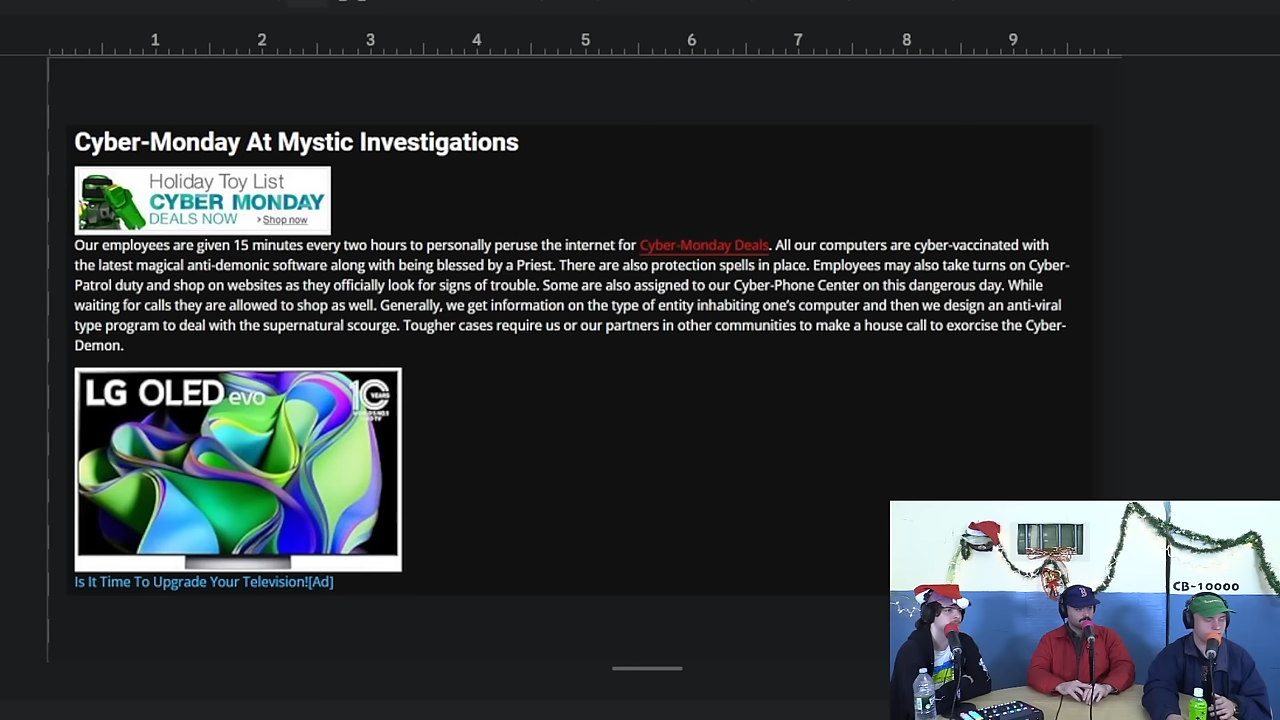 1 2 3 4 5 6 7 8 9
Cyber-Monday At Mystic Investigations
Holiday Toy List
CYBER MONDAY
DEALS NOW >Shop now
Our employees are given 15 minutes every two hours to personally peruse the internet for Cyber-Monday Deals. All our computers are cyber-vaccinated with
the latest magical anti-demonic software along with being blessed by a Priest. There are also protection spells in place. Employees may also take turns on Cyber-
Patrol duty and shop on websites as they officially look for signs of trouble. Some are also assigned to our Cyber-Phone Center on this dangerous day. While
waiting for calls they are allowed to shop as well. Generally, we get information on the type of entity inhabiting one's computer and then we design an anti-viral
type program to deal with the supernatural scourge. Tougher cases require us or our partners in other communities to make a house call to exorcise the Cyber-
Demon.
LG OLED evo 10
YEARS
Is It Time To Upgrade Your Television![Ad]
CB-10000
B